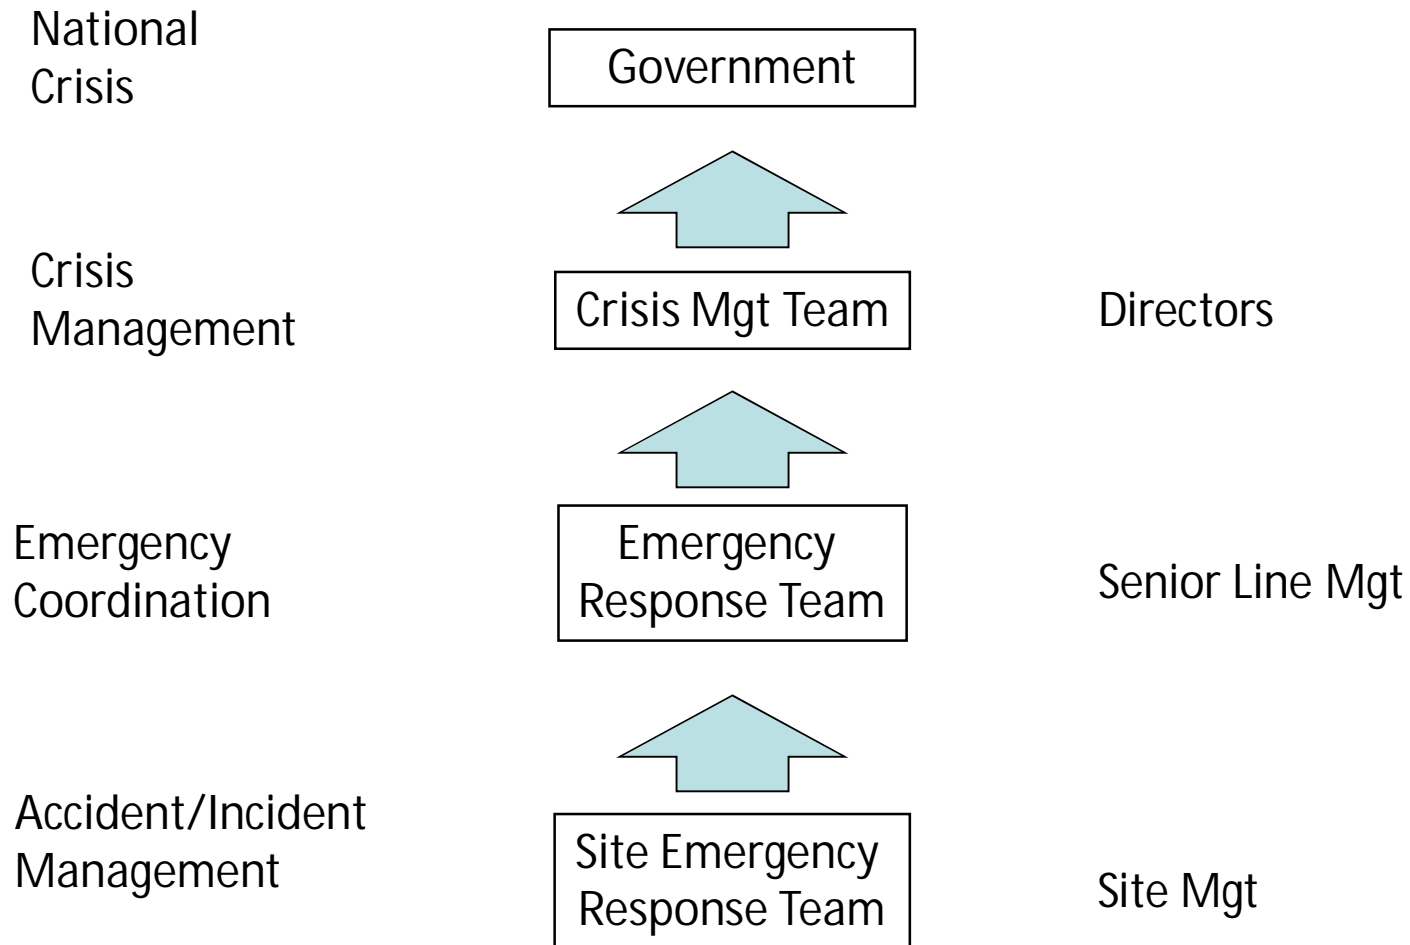 National
Crisis
Government
Crisis
Management
Crisis Mgt Team
Directors
Emergency
Coordination
Emergency
Response Team
Senior Line Mgt
Accident/Incident
Management
Site Emergency
Response Team
Site Mgt